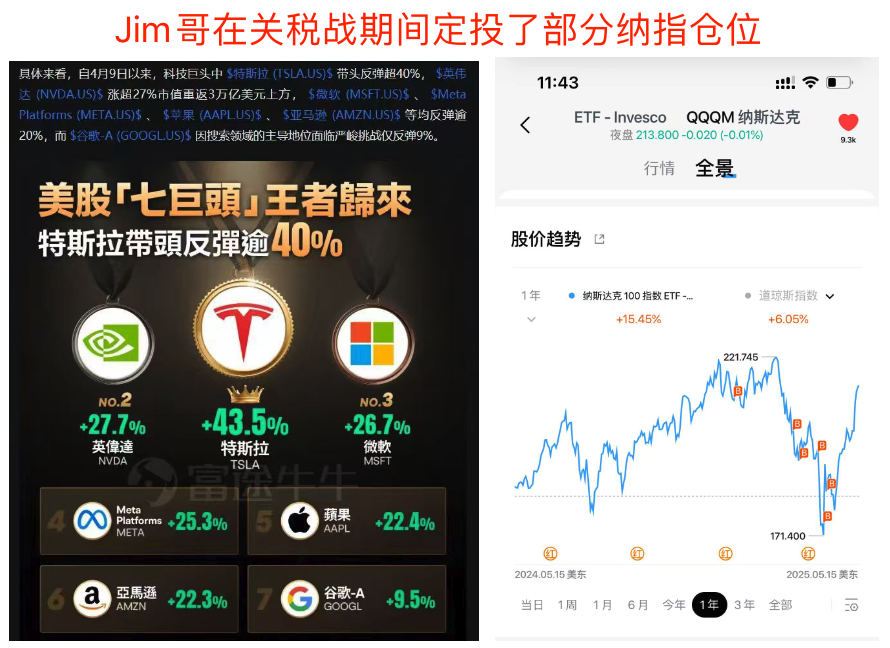 Jim哥在关税战期间定投了部分纳指仓位
具体来看，自4月9日以来，科技巨头中 $特斯拉 (TSLA.US)$ 带头反弹超40%， $英伟
达 (NVDA.US)$ 涨超27%市值重返3万亿美元上方， $微软 (MSFT.US)$ 、 $Meta
Platforms (META.US)$ 、 $苹果 (AAPL.US)$ 、 $亚马逊 (AMZN.US)$ 等均反弹逾
20%，而 $谷歌-A (GOOGL.US)$ 因搜索领域的主导地位面临严峻挑战仅反弹9%。
美股「七巨頭」王者歸來
特斯拉帶頭反彈逾40%
NO.2
+27.7%
英偉達
NVDA
+43.5%
特斯拉
TSLA
NO.3
+26.7%
微軟
MSFT
富途牛牛
4
Meta
Platforms
META
+25.3%
5
蘋果
AAPL
+22.4%
6
亞馬遜
AMZN
+22.3%
7
谷歌-A
GOOGL
+9.5%
11:43
ETF - Invesco QQQM 纳斯达克
夜盘 213.800 -0.020 (-0.01%)
9.3k
行情 全景
股价趋势
1年
纳斯达克100指数ETF-...
道琼斯指数
+15.45%
+6.05%
221.745
B
B
B
B
B
B
171.400
红 红 红 红
2024.05.15 美东
2025.05.15 美东
当日 1周 1月 6月 今年 1年 3年 全部